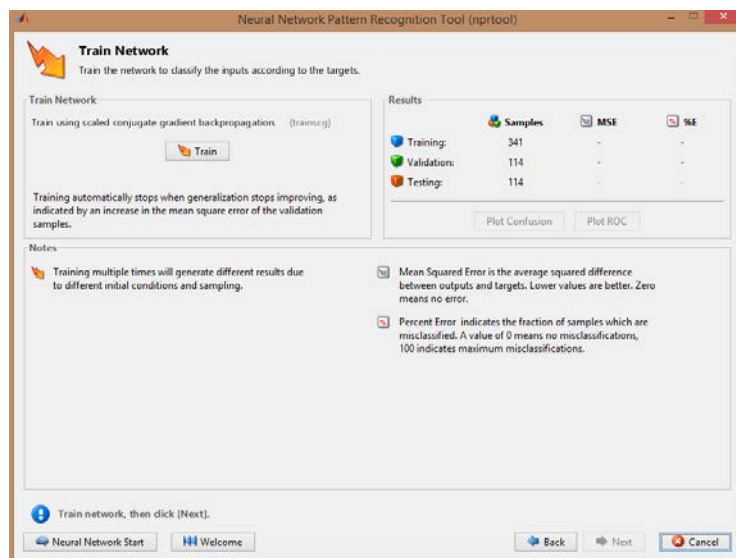 Neural Network Pattern Recognition Tool (nprtool)
Train Network
Train the network to classify the inputs according to the targets.
Train Network
Train using scaled conjugate gradient backpropagation. (trainscg)
Train
Training automatically stops when generalization stops improving, as
indicated by an increase in the mean square error of the validation
samples.
Results
Samples MSE %E
Training: 341 - -
Validation: 114 - -
Testing: 114 - -
Plot Confusion Plot ROC
Notes
Training multiple times will generate different results due
to different initial conditions and sampling.
Mean Squared Error is the average squared difference
between outputs and targets. Lower values are better. Zero
means no error.
Percent Error indicates the fraction of samples which are
misclassified. A value of 0 means no misclassifications,
100 indicates maximum misclassifications.
Train network, then click [Next].
Neural Network Start Welcome Back Next Cancel